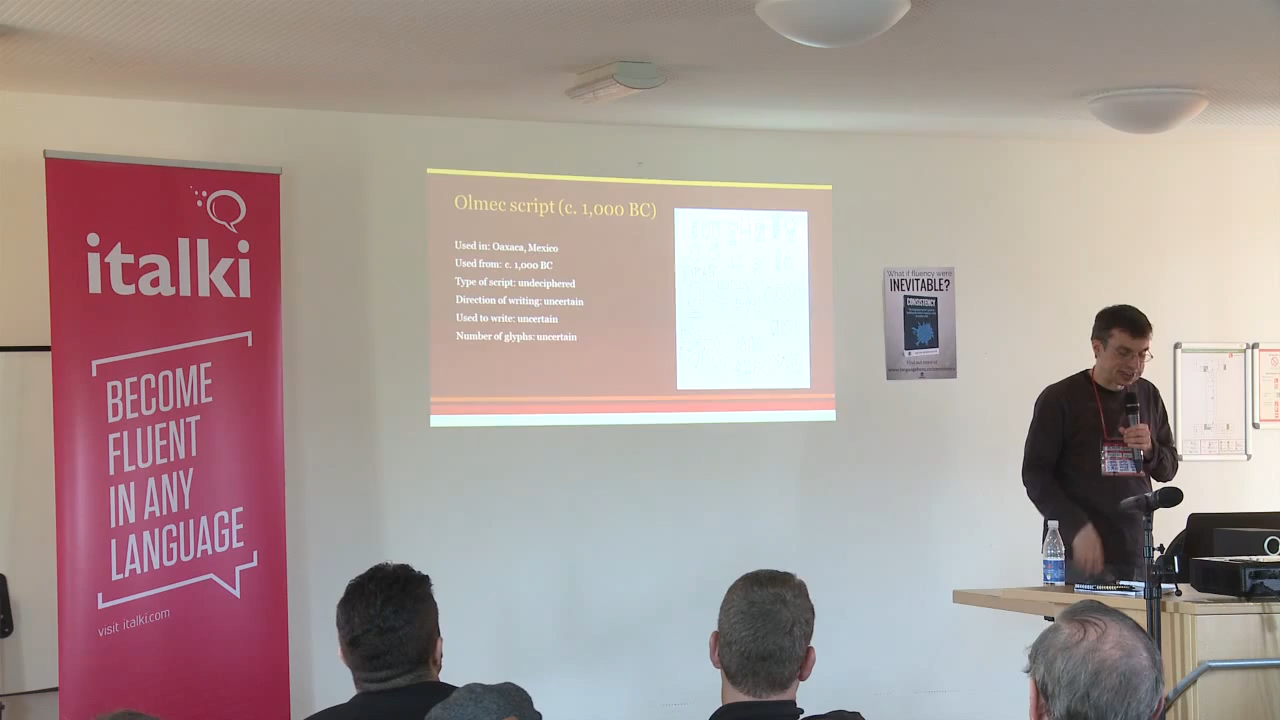 italki
BECOME
FLUENT
IN ANY
LANGUAGE
visit italki.com
Olmec script (c. 1,000 BC)
Used in: Oaxaca, Mexico
Used from: c. 1,000 BC
Type of script: undeciphered
Direction of writing: uncertain
Used to write: uncertain
Number of glyphs: uncertain
What if fluency were
INEVITABLE?
CONSISTENCY